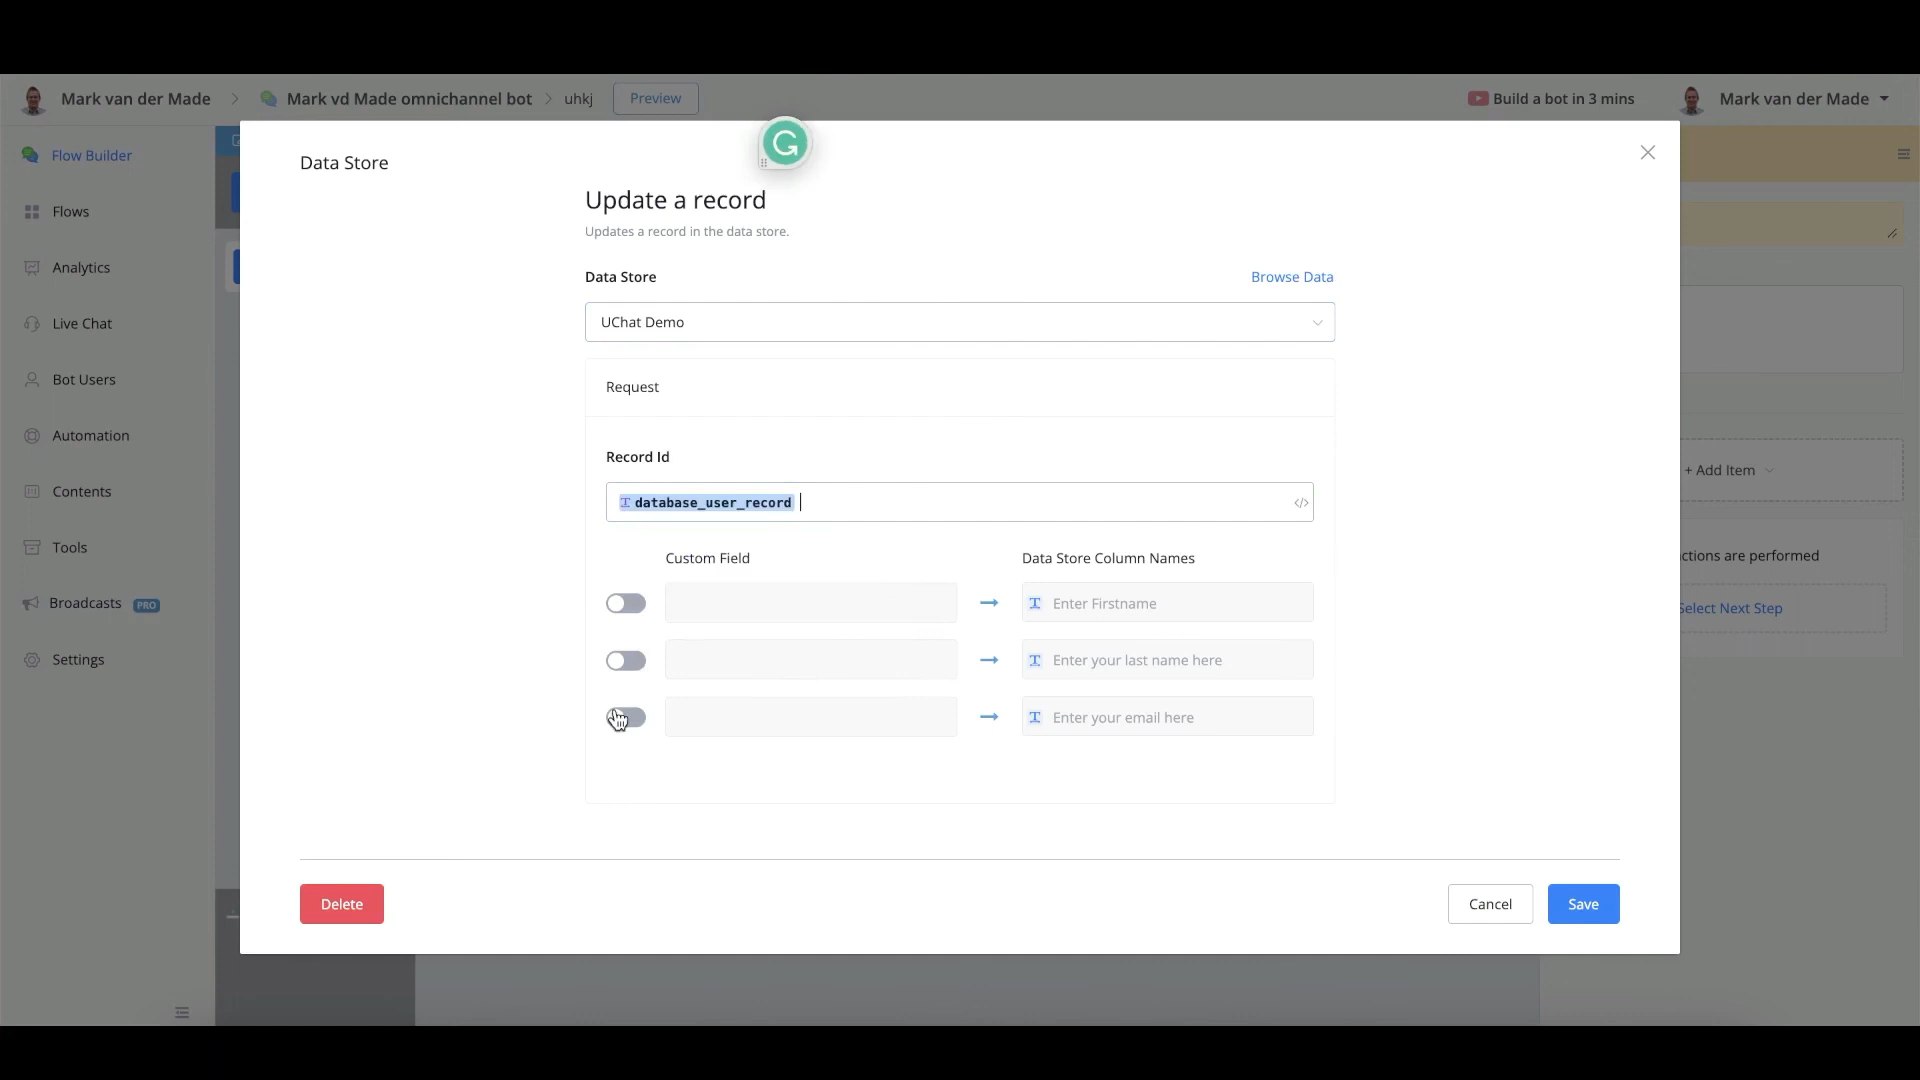 Mark van der Made
Mark vd Made omnichannel bot
uhkj
Preview
Build a bot in 3 mins
Mark van der Made
Flow Builder
Flows
Analytics
Live Chat
Bot Users
Automation
Contents
Tools
Broadcasts PRO
Settings
Data Store
Update a record
Updates a record in the data store.
Data Store
Browse Data
UChat Demo
Request
Record Id
database_user_record
Custom Field
Data Store Column Names
Enter Firstname
Enter your last name here
Enter your email here
Delete
Cancel
Save
+ Add Item
ctions are performed
Select Next Step